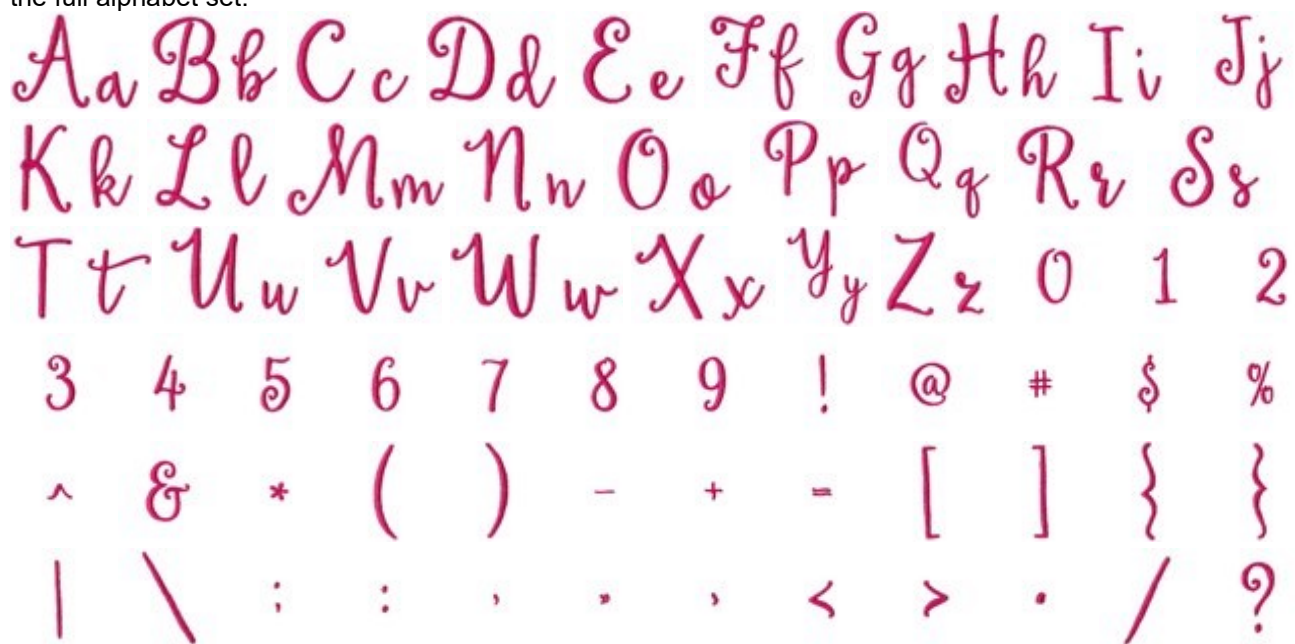 the full alphabet set.
Aa Bb Cc Dd Ee Ff Gg Hh Ii Jj
Kk Ll Mm Nn Oo Pp Qq Rr Ss
Tt Uu Vv Ww Xx Yy Zz 0 1 2
3 4 5 6 7 8 9 ! @ # $ %
^ & * ( ) - + = [ ] { }
| \ ; : ' " , < > . / ?